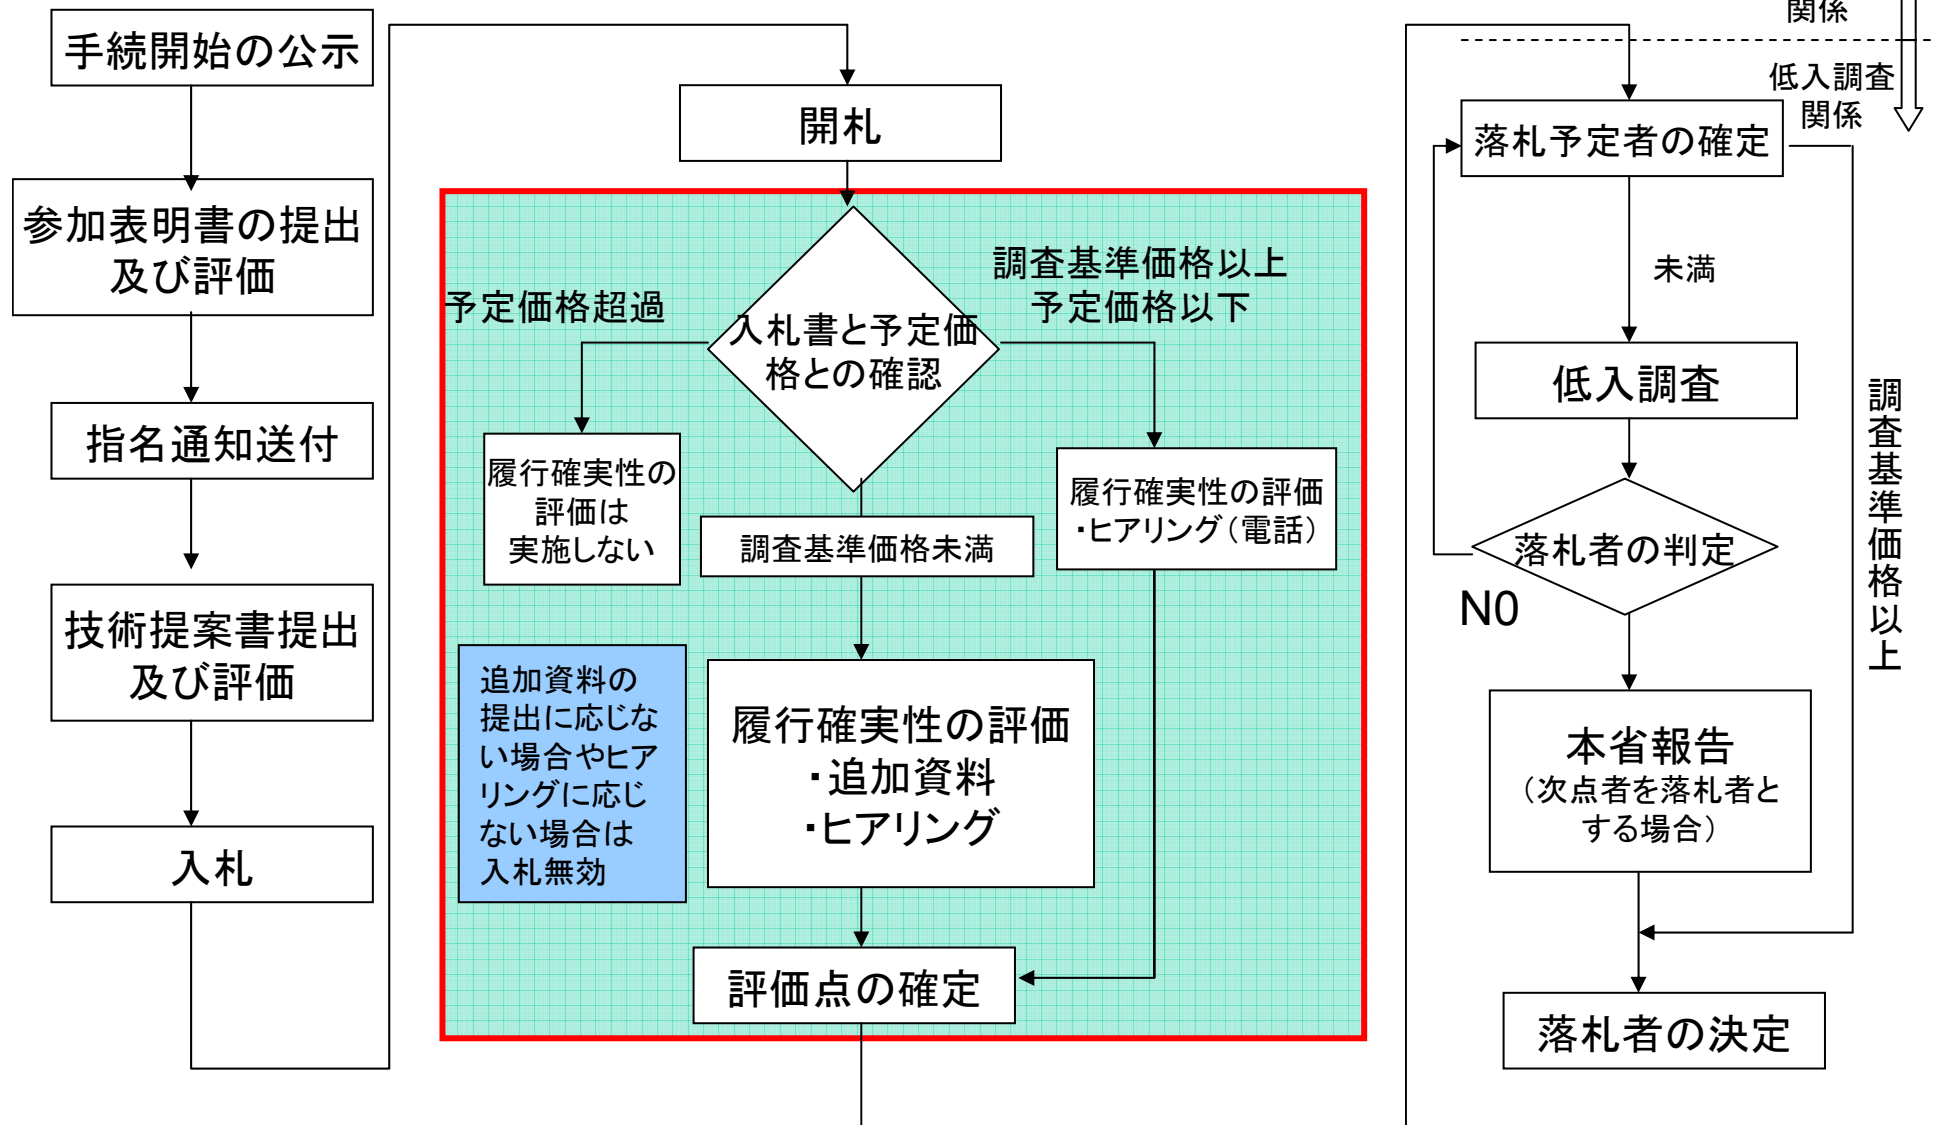 手続開始の公示
参加表明書の提出
及び評価
指名通知送付
技術提案書提出
及び評価
入札
開札
入札書と予定価
格との確認
予定価格超過
調査基準価格以上
予定価格以下
履行確実性の
評価は
実施しない
調査基準価格未満
履行確実性の評価
・ヒアリング(電話)
追加資料の
提出に応じな
い場合やヒア
リングに応じ
ない場合は
入札無効
履行確実性の評価
・追加資料
・ヒアリング
評価点の確定
関係
低入調査
関係
落札予定者の確定
未満
低入調査
落札者の判定
N0
調査基準価格以上
本省報告
(次点者を落札者と
する場合)
落札者の決定